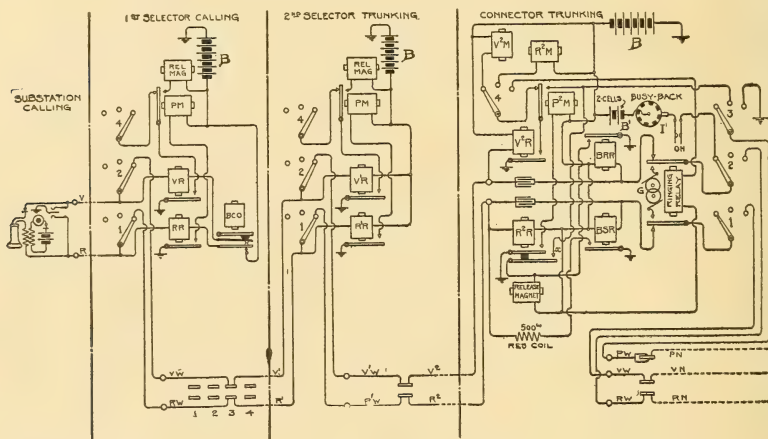 1ST SELECTOR CALLING
2ND SELECTOR TRUNKING.
CONNECTOR TRUNKING
SUBSTATION CALLING
B
REL MAG
PM
4
2
1
VR
RR
BCO
V
R
VW
RW
1 2 3 4
V'
R'
B
REL MAG
PM
4
2
1
V'R
R'R
V'W
R'W
V²
R²
B
V²M
R²M
P²M
4
2 CELLS
BUSY-BACK
B'
I'
V²R
BRR
G
RINGING RELAY
R²R
BSR
RELEASE MAGNET
500ω
RES COIL
3
2
1
PW
PN
VW
VN
RW
RN